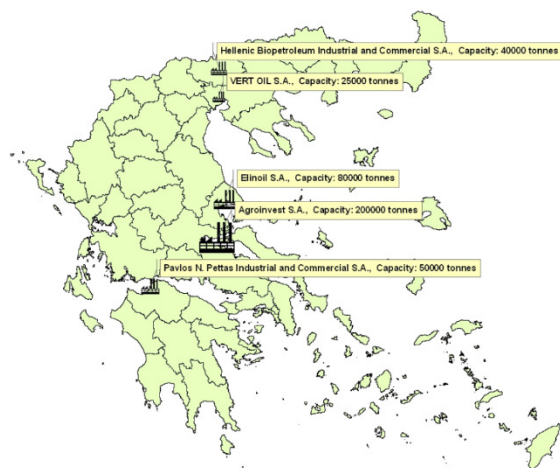 Hellenic Biopetroleum Industrial and Commercial S.A., Capacity: 40000 tonnes
VERT OIL S.A., Capacity: 25000 tonnes
Elinoil S.A., Capacity: 80000 tonnes
Agroinvest S.A., Capacity: 200000 tonnes
Pavlos N. Pettas Industrial and Commercial S.A., Capacity: 50000 tonnes